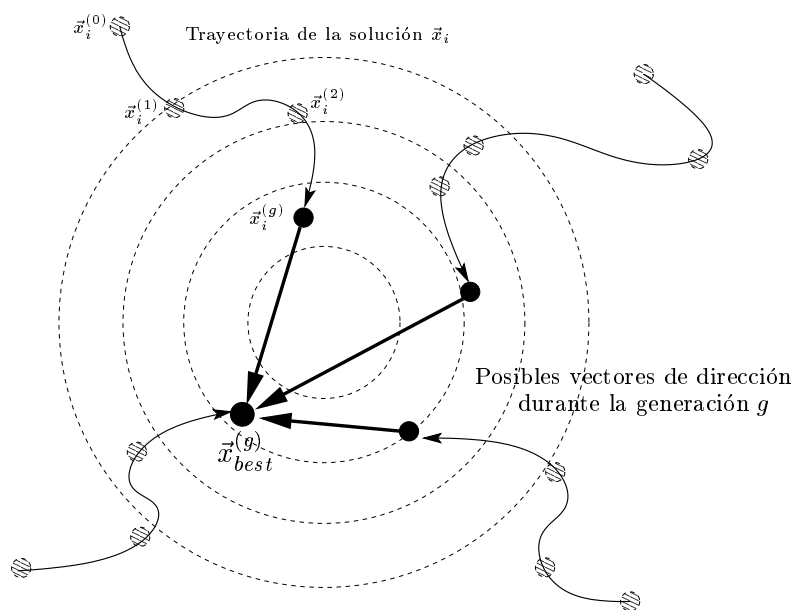 x⃗_i^(0)
Trayectoria de la solución x⃗_i
x⃗_i^(1)
x⃗_i^(2)
x⃗_i^(g)
Posibles vectores de dirección
durante la generación g
x⃗_best^(g)